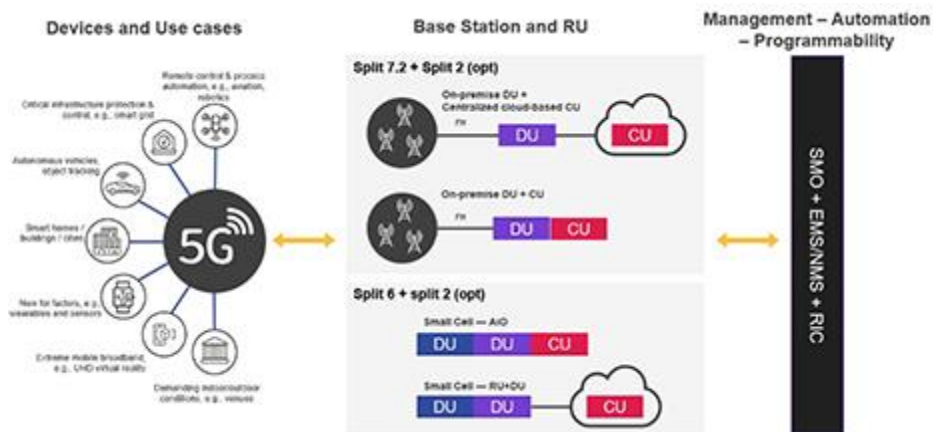 Devices and Use cases
Remote control & process
automation, e.g., aviation,
robotics
Critical infrastructure protection &
control, e.g., smart grid
Autonomous vehicles,
object tracking
Smart homes /
buildings / cities
New for factors, e.g.,
wearables and sensors
Extreme mobile broadband,
e.g., UHD virtual reality
Demanding indoor/outdoor
conditions, e.g., venues
5G
Base Station and RU
Split 7.2 + Split 2 (opt)
On-premise DU +
Centralized cloud-based CU
FH
DU
CU
On-premise DU + CU
FH
DU CU
Split 6 + split 2 (opt)
Small Cell — AiO
DU DU CU
Small Cell — RU+DU
DU DU
CU
Management – Automation
– Programmability
SMO + EMS/NMS + RIC